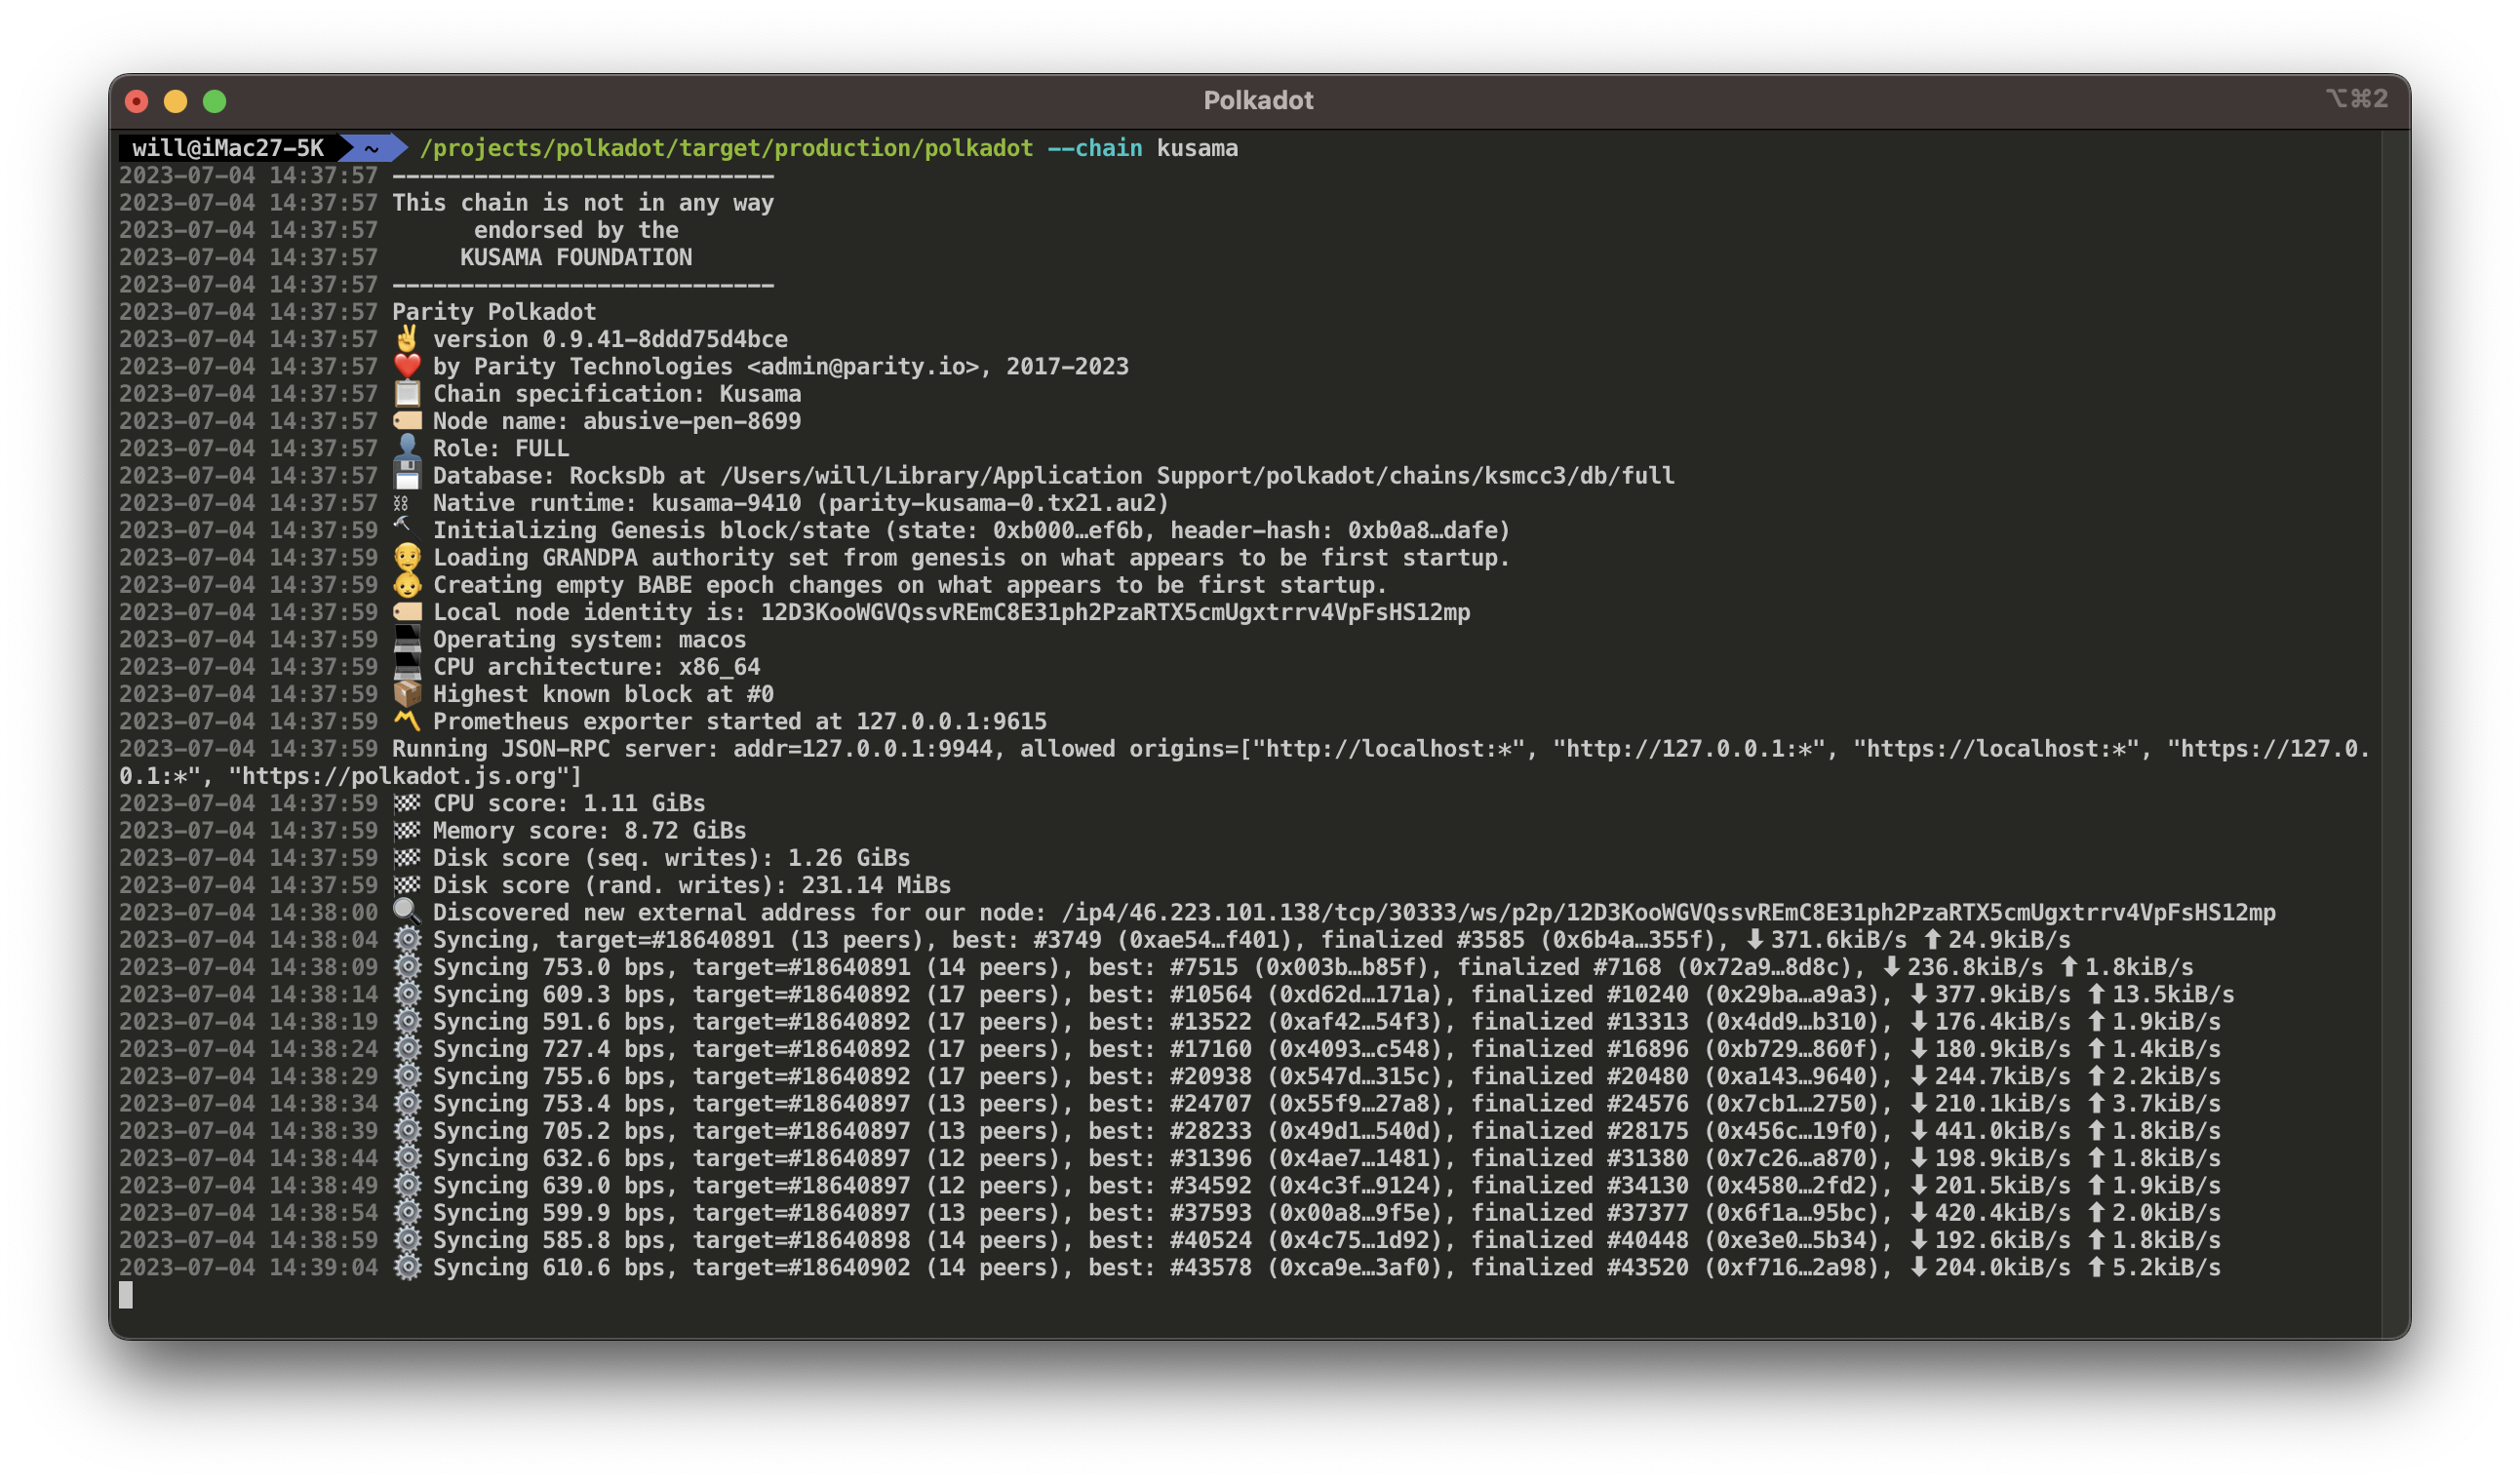 Polkadot
⌥⌘2
will@iMac27-5K ~ /projects/polkadot/target/production/polkadot --chain kusama
2023-07-04 14:37:57 ----------------------------
2023-07-04 14:37:57 This chain is not in any way
2023-07-04 14:37:57       endorsed by the
2023-07-04 14:37:57      KUSAMA FOUNDATION
2023-07-04 14:37:57 ----------------------------
2023-07-04 14:37:57 Parity Polkadot
2023-07-04 14:37:57 ✌️ version 0.9.41-8ddd75d4bce
2023-07-04 14:37:57 ❤️ by Parity Technologies <admin@parity.io>, 2017-2023
2023-07-04 14:37:57 📋 Chain specification: Kusama
2023-07-04 14:37:57 🏷 Node name: abusive-pen-8699
2023-07-04 14:37:57 👤 Role: FULL
2023-07-04 14:37:57 💾 Database: RocksDb at /Users/will/Library/Application Support/polkadot/chains/ksmcc3/db/full
2023-07-04 14:37:57 ⛓ Native runtime: kusama-9410 (parity-kusama-0.tx21.au2)
2023-07-04 14:37:59 🔨 Initializing Genesis block/state (state: 0xb000…ef6b, header-hash: 0xb0a8…dafe)
2023-07-04 14:37:59 👴 Loading GRANDPA authority set from genesis on what appears to be first startup.
2023-07-04 14:37:59 👶 Creating empty BABE epoch changes on what appears to be first startup.
2023-07-04 14:37:59 🏷 Local node identity is: 12D3KooWGVQssvREmC8E31ph2PzaRTX5cmUgxtrrv4VpFsHS12mp
2023-07-04 14:37:59 💻 Operating system: macos
2023-07-04 14:37:59 💻 CPU architecture: x86_64
2023-07-04 14:37:59 📦 Highest known block at #0
2023-07-04 14:37:59 〽️ Prometheus exporter started at 127.0.0.1:9615
2023-07-04 14:37:59 Running JSON-RPC server: addr=127.0.0.1:9944, allowed origins=["http://localhost:*", "http://127.0.0.1:*", "https://localhost:*", "https://127.0.
0.1:*", "https://polkadot.js.org"]
2023-07-04 14:37:59 🏁 CPU score: 1.11 GiBs
2023-07-04 14:37:59 🏁 Memory score: 8.72 GiBs
2023-07-04 14:37:59 🏁 Disk score (seq. writes): 1.26 GiBs
2023-07-04 14:37:59 🏁 Disk score (rand. writes): 231.14 MiBs
2023-07-04 14:38:00 🔍 Discovered new external address for our node: /ip4/46.223.101.138/tcp/30333/ws/p2p/12D3KooWGVQssvREmC8E31ph2PzaRTX5cmUgxtrrv4VpFsHS12mp
2023-07-04 14:38:04 ⚙️ Syncing, target=#18640891 (13 peers), best: #3749 (0xae54…f401), finalized #3585 (0x6b4a…355f), ⬇ 371.6kiB/s ⬆ 24.9kiB/s
2023-07-04 14:38:09 ⚙️ Syncing 753.0 bps, target=#18640891 (14 peers), best: #7515 (0x003b…b85f), finalized #7168 (0x72a9…8d8c), ⬇ 236.8kiB/s ⬆ 1.8kiB/s
2023-07-04 14:38:14 ⚙️ Syncing 609.3 bps, target=#18640892 (17 peers), best: #10564 (0xd62d…171a), finalized #10240 (0x29ba…a9a3), ⬇ 377.9kiB/s ⬆ 13.5kiB/s
2023-07-04 14:38:19 ⚙️ Syncing 591.6 bps, target=#18640892 (17 peers), best: #13522 (0xaf42…54f3), finalized #13313 (0x4dd9…b310), ⬇ 176.4kiB/s ⬆ 1.9kiB/s
2023-07-04 14:38:24 ⚙️ Syncing 727.4 bps, target=#18640892 (17 peers), best: #17160 (0x4093…c548), finalized #16896 (0xb729…860f), ⬇ 180.9kiB/s ⬆ 1.4kiB/s
2023-07-04 14:38:29 ⚙️ Syncing 755.6 bps, target=#18640892 (17 peers), best: #20938 (0x547d…315c), finalized #20480 (0xa143…9640), ⬇ 244.7kiB/s ⬆ 2.2kiB/s
2023-07-04 14:38:34 ⚙️ Syncing 753.4 bps, target=#18640897 (13 peers), best: #24707 (0x55f9…27a8), finalized #24576 (0x7cb1…2750), ⬇ 210.1kiB/s ⬆ 3.7kiB/s
2023-07-04 14:38:39 ⚙️ Syncing 705.2 bps, target=#18640897 (13 peers), best: #28233 (0x49d1…540d), finalized #28175 (0x456c…19f0), ⬇ 441.0kiB/s ⬆ 1.8kiB/s
2023-07-04 14:38:44 ⚙️ Syncing 632.6 bps, target=#18640897 (12 peers), best: #31396 (0x4ae7…1481), finalized #31380 (0x7c26…a870), ⬇ 198.9kiB/s ⬆ 1.8kiB/s
2023-07-04 14:38:49 ⚙️ Syncing 639.0 bps, target=#18640897 (12 peers), best: #34592 (0x4c3f…9124), finalized #34130 (0x4580…2fd2), ⬇ 201.5kiB/s ⬆ 1.9kiB/s
2023-07-04 14:38:54 ⚙️ Syncing 599.9 bps, target=#18640897 (13 peers), best: #37593 (0x00a8…9f5e), finalized #37377 (0x6f1a…95bc), ⬇ 420.4kiB/s ⬆ 2.0kiB/s
2023-07-04 14:38:59 ⚙️ Syncing 585.8 bps, target=#18640898 (14 peers), best: #40524 (0x4c75…1d92), finalized #40448 (0xe3e0…5b34), ⬇ 192.6kiB/s ⬆ 1.8kiB/s
2023-07-04 14:39:04 ⚙️ Syncing 610.6 bps, target=#18640902 (14 peers), best: #43578 (0xca9e…3af0), finalized #43520 (0xf716…2a98), ⬇ 204.0kiB/s ⬆ 5.2kiB/s